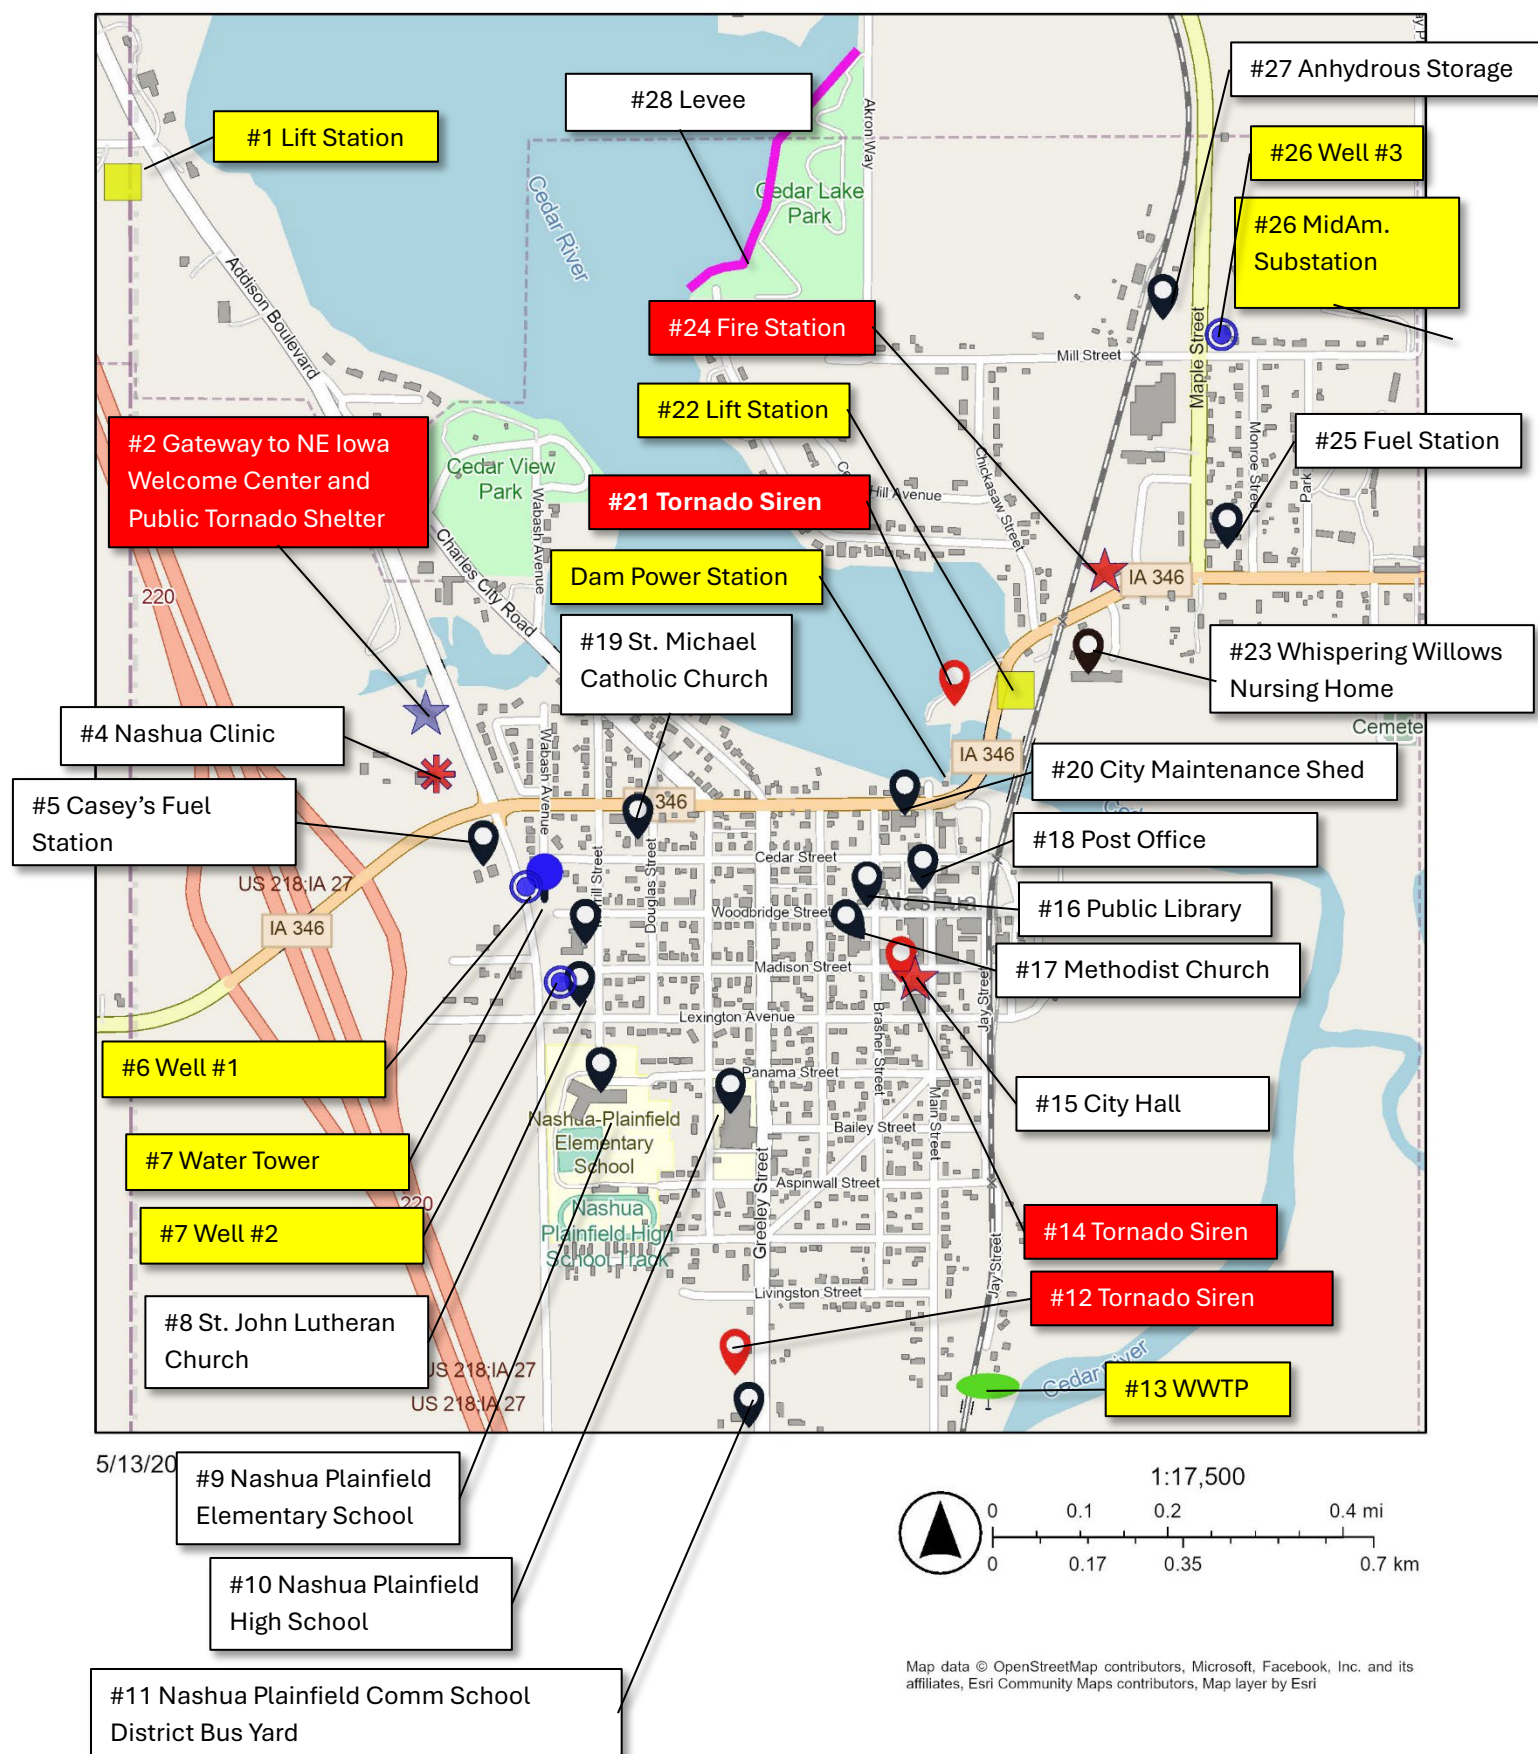 #27 Anhydrous Storage
#28 Levee
#1 Lift Station
#26 Well #3
Akron Way
Cedar Lake
Park
Cedar River
#26 MidAm.
Substation
Addison Boulevard
#24 Fire Station
Mill Street
Maple Street
#22 Lift Station
#2 Gateway to NE Iowa
Welcome Center and
Public Tornado Shelter
#25 Fuel Station
Monroe Street
Park
Cedar View
Park
Wabash Avenue
Hill Avenue
Chickasaw Street
#21 Tornado Siren
Charles City Road
Dam Power Station
IA 346
220
#19 St. Michael
Catholic Church
#23 Whispering Willows
Nursing Home
#4 Nashua Clinic
Cemete
Wabash Avenue
IA 346
#20 City Maintenance Shed
#5 Casey's Fuel
Station
346
#18 Post Office
Cedar Street
US 218;IA 27
Douglas Street
Street
Woodbridge Street
Nashua
#16 Public Library
IA 346
#17 Methodist Church
Madison Street
Jay Street
Lexington Avenue
Brasher Street
#6 Well #1
Panama Street
#15 City Hall
Main Street
Nashua-Plainfield
Elementary
School
Bailey Street
#7 Water Tower
Aspinwall Street
220
Greeley Street
Nashua
Plainfield High
School Track
#7 Well #2
#14 Tornado Siren
Jay Street
Livingston Street
#12 Tornado Siren
#8 St. John Lutheran
Church
US 218;IA 27
Cedar River
#13 WWTP
US 218;IA 27
5/13/20
#9 Nashua Plainfield
Elementary School
1:17,500
0 0.1 0.2 0.4 mi
0 0.17 0.35 0.7 km
#10 Nashua Plainfield
High School
Map data © OpenStreetMap contributors, Microsoft, Facebook, Inc. and its
affiliates, Esri Community Maps contributors, Map layer by Esri
#11 Nashua Plainfield Comm School
District Bus Yard